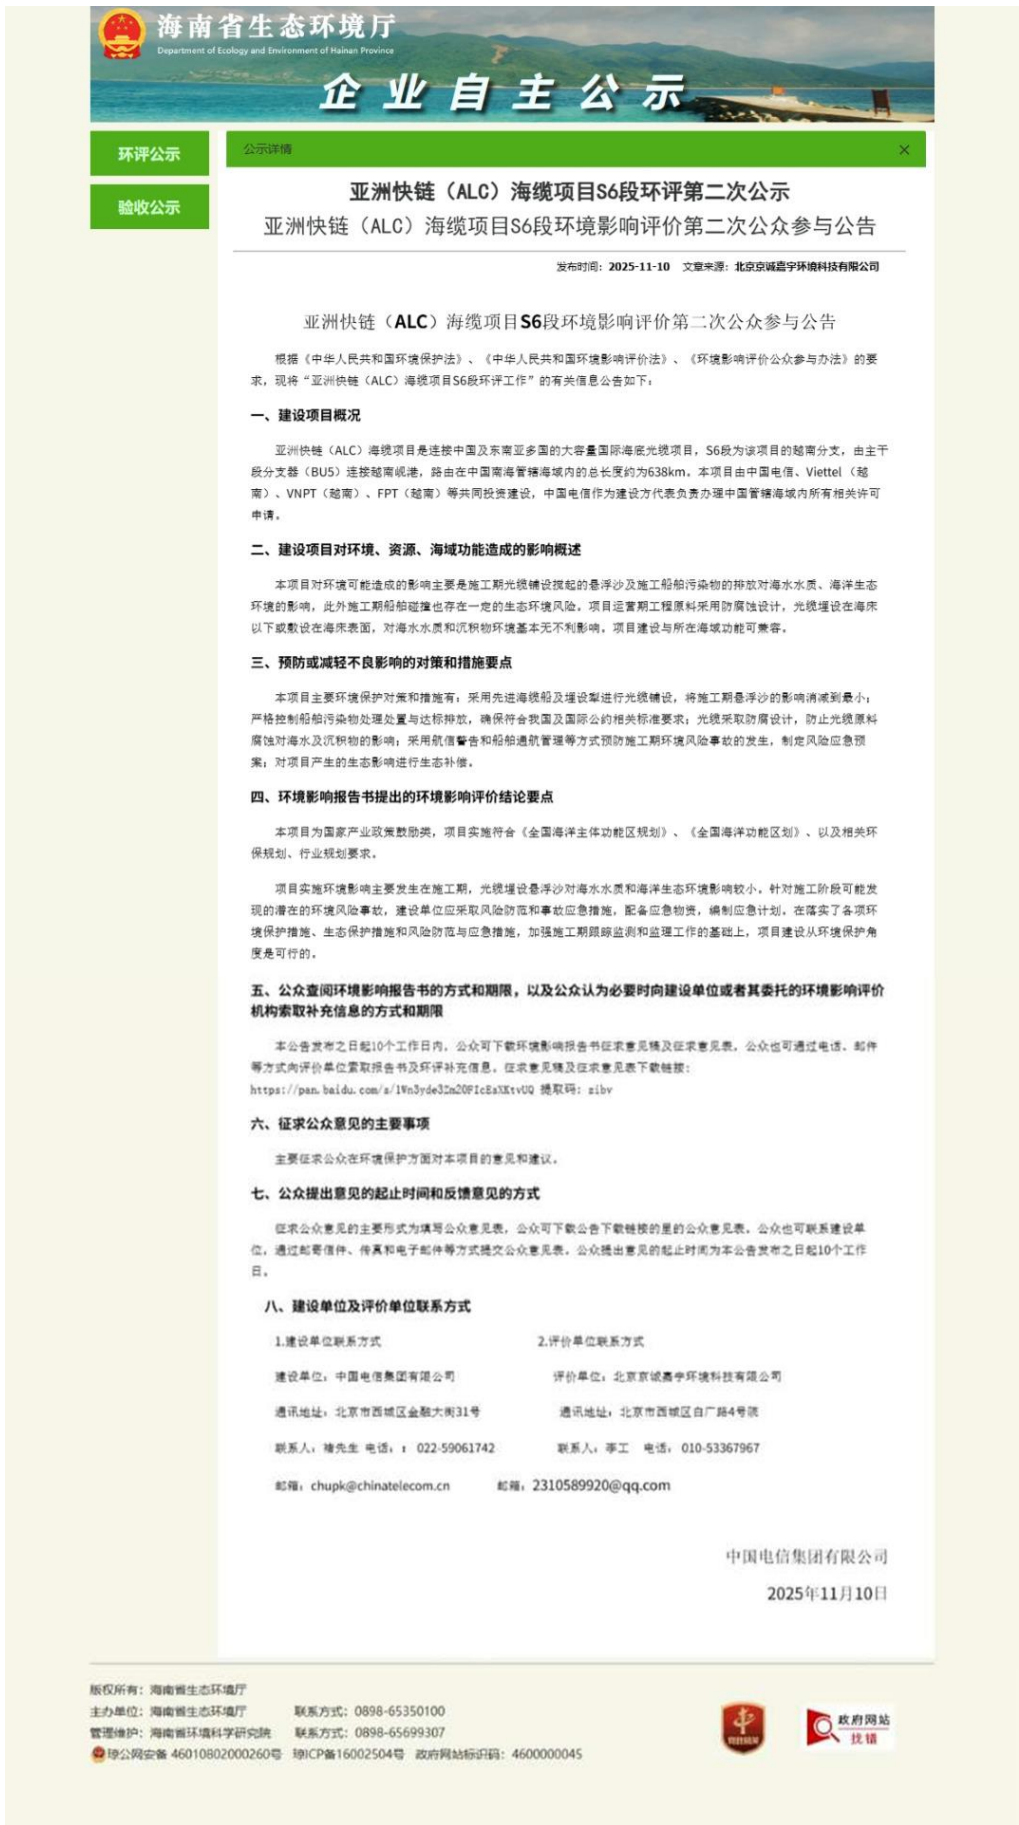 海南省生态环境厅
Department of Ecology and Environment of Hainan Province
企业自主公示
环评公示
验收公示
公示详情 ×
亚洲快链（ALC）海缆项目S6段环评第二次公示
亚洲快链（ALC）海缆项目S6段环境影响评价第二次公众参与公告
发布时间：2025-11-10 文章来源：北京京诚嘉宇环境科技有限公司
亚洲快链（ALC）海缆项目S6段环境影响评价第二次公众参与公告
根据《中华人民共和国环境保护法》、《中华人民共和国环境影响评价法》、《环境影响评价公众参与办法》的要
求，现将“亚洲快链（ALC）海缆项目S6段环评工作”的有关信息公告如下：
一、建设项目概况
亚洲快链（ALC）海缆项目是连接中国及东南亚多国的大容量国际海底光缆项目，S6段为该项目的越南分支，由主干
段分支器（BU5）连接越南岘港，路由在中国南海管辖海域内的总长度约为638km。本项目由中国电信、Viettel（越
南）、VNPT（越南）、FPT（越南）等共同投资建设，中国电信作为建设方代表负责办理中国管辖海域内所有相关许可
申请。
二、建设项目对环境、资源、海域功能造成的影响概述
本项目对环境可能造成的影响主要是施工期光缆铺设搅起的悬浮沙及施工船舶污染物的排放对海水水质、海洋生态
环境的影响，此外施工期船舶碰撞也存在一定的生态环境风险。项目运营期工程原料采用防腐蚀设计，光缆埋设在海床
以下或敷设在海床表面，对海水水质和沉积物环境基本无不利影响。项目建设与所在海域功能可兼容。
三、预防或减轻不良影响的对策和措施要点
本项目主要环境保护对策和措施有：采用先进海缆船及埋设犁进行光缆铺设，将施工期悬浮沙的影响消减到最小；
严格控制船舶污染物处理处置与达标排放，确保符合我国及国际公约相关标准要求；光缆采取防腐设计，防止光缆原料
腐蚀对海水及沉积物的影响；采用航信警告和船舶通航管理等方式预防施工期环境风险事故的发生，制定风险应急预
案；对项目产生的生态影响进行生态补偿。
四、环境影响报告书提出的环境影响评价结论要点
本项目为国家产业政策鼓励类，项目实施符合《全国海洋主体功能区规划》、《全国海洋功能区划》、以及相关环
保规划、行业规划要求。
项目实施环境影响主要发生在施工期，光缆埋设悬浮沙对海水水质和海洋生态环境影响较小。针对施工阶段可能发
现的潜在的环境风险事故，建设单位应采取风险防范和事故应急措施，配备应急物资，编制应急计划。在落实了各项环
境保护措施、生态保护措施和风险防范与应急措施，加强施工期跟踪监测和监理工作的基础上，项目建设从环境保护角
度是可行的。
五、公众查阅环境影响报告书的方式和期限，以及公众认为必要时向建设单位或者其委托的环境影响评价
机构索取补充信息的方式和期限
本公告发布之日起10个工作日内，公众可下载环境影响报告书征求意见稿及征求意见表。公众也可通过电话、邮件
等方式向评价单位索取报告书及环评补充信息。征求意见稿及征求意见表下载链接：
https://pan.baidu.com/s/1Wn3yde3Zm20FIcEaXKtvUQ 提取码：zibv
六、征求公众意见的主要事项
主要征求公众在环境保护方面对本项目的意见和建议。
七、公众提出意见的起止时间和反馈意见的方式
征求公众意见的主要形式为填写公众意见表，公众可下载公告下载链接的里的公众意见表。公众也可联系建设单
位，通过邮寄信件、传真和电子邮件等方式提交公众意见表。公众提出意见的起止时间为本公告发布之日起10个工作
日。
八、建设单位及评价单位联系方式
1.建设单位联系方式 2.评价单位联系方式
建设单位：中国电信集团有限公司 评价单位：北京京诚嘉宇环境科技有限公司
通讯地址：北京市西城区金融大街31号 通讯地址：北京市西城区白广路4号院
联系人：褚先生 电话：：022-59061742 联系人：李工 电话：010-53367967
邮箱：chupk@chinatelecom.cn 邮箱：2310589920@qq.com
中国电信集团有限公司
2025年11月10日
版权所有：海南省生态环境厅
主办单位：海南省生态环境厅 联系方式：0898-65350100
管理维护：海南省环境科学研究院 联系方式：0898-65699307
琼公网安备 46010802000260号 琼ICP备16002504号 政府网站标识码：4600000045
党政机关
政府网站
找错